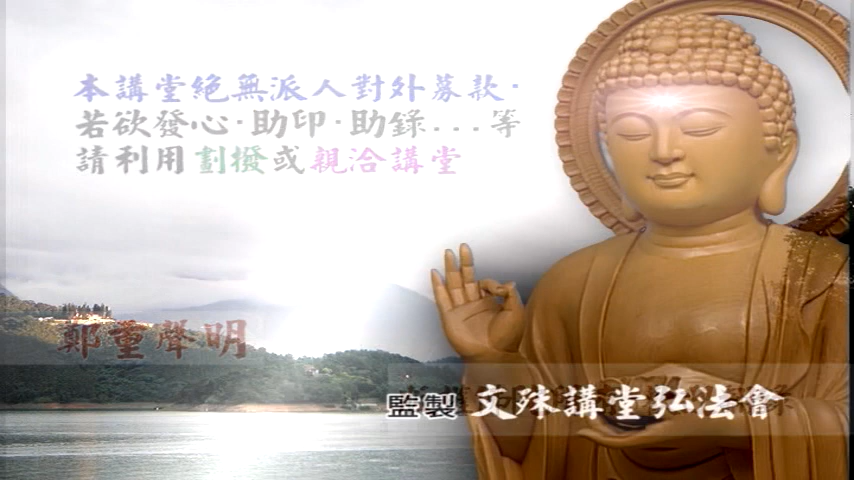 本講堂絕無派人對外募款·
若欲發心·助印·助錄...等
請利用劃撥或親洽講堂
鄭重聲明
監製 文殊講堂弘法會